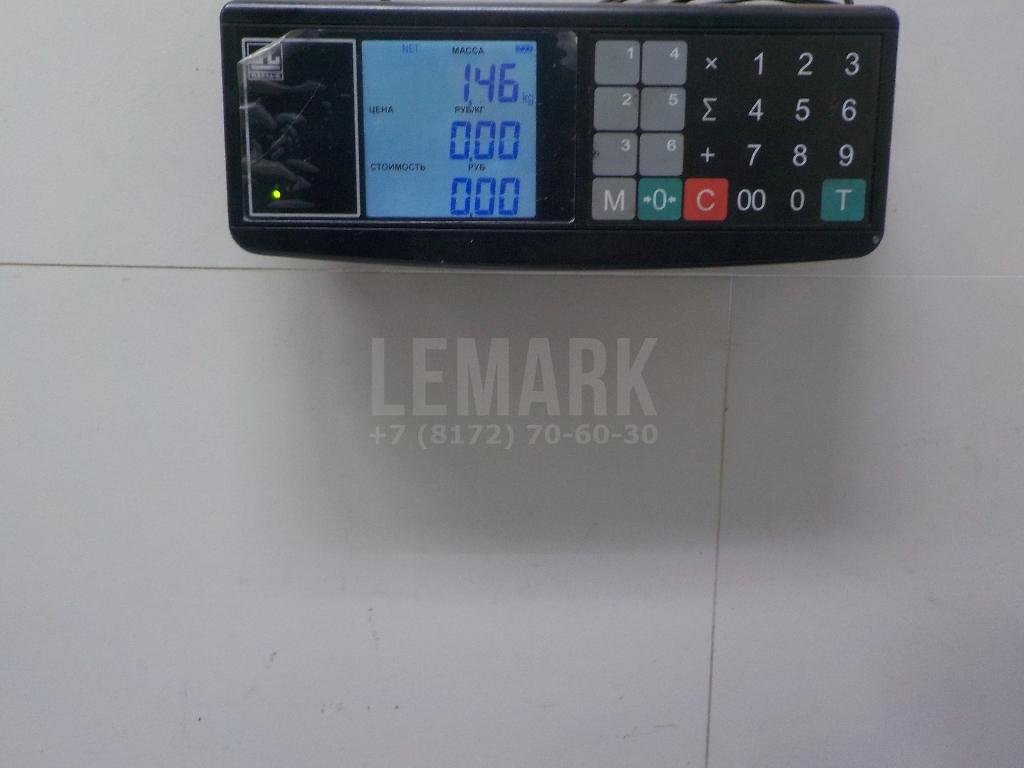 NET МАССА
1,46 kg
ЦЕНА РУБ/КГ
0,00
СТОИМОСТЬ РУБ
0,00
1 4 × 1 2 3
2 5 Σ 4 5 6
3 6 + 7 8 9
M →0← C 00 0 T
LEMARK
+7 (8172) 70-60-30